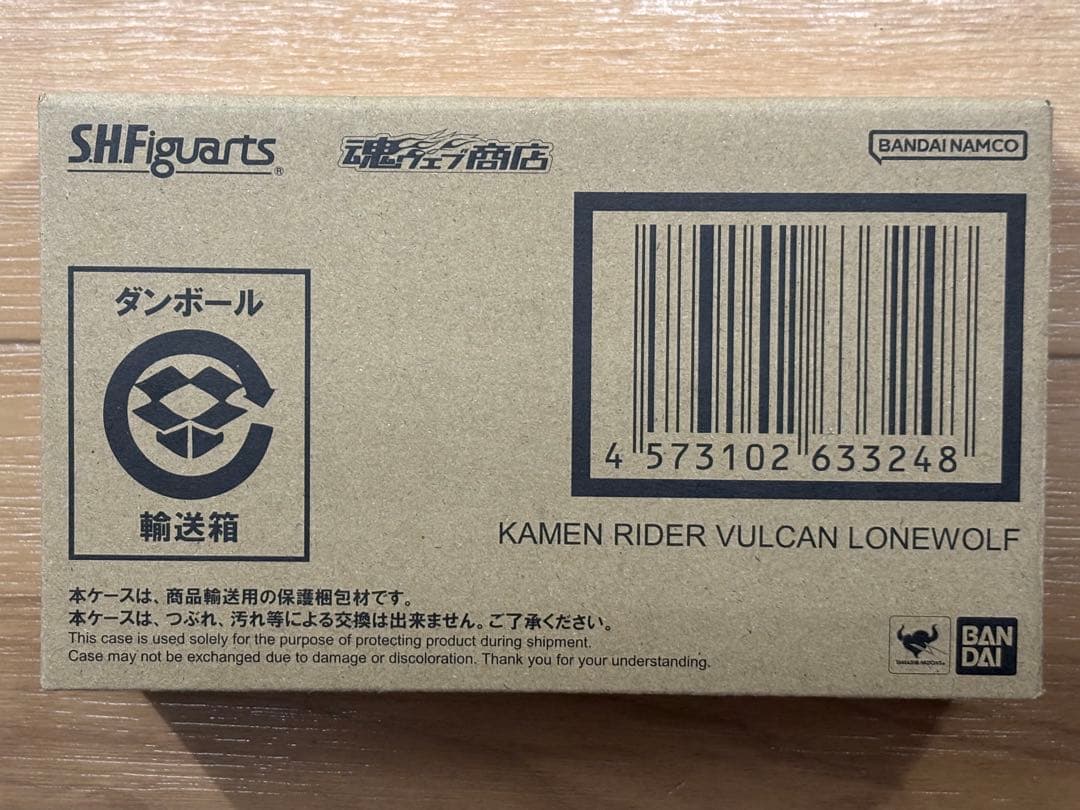 S.H.Figuarts®
魂ウェブ商店
BANDAI NAMCO
ダンボール
輸送箱
4 573102 633248
KAMEN RIDER VULCAN LONEWOLF
本ケースは、商品輸送用の保護梱包材です。
本ケースは、つぶれ、汚れ等による交換は出来ません。ご了承ください。
This case is used solely for the purpose of protecting product during shipment.
Case may not be exchanged due to damage or discoloration. Thank you for your understanding.
TAMASHII NATIONS
BAN
DAI